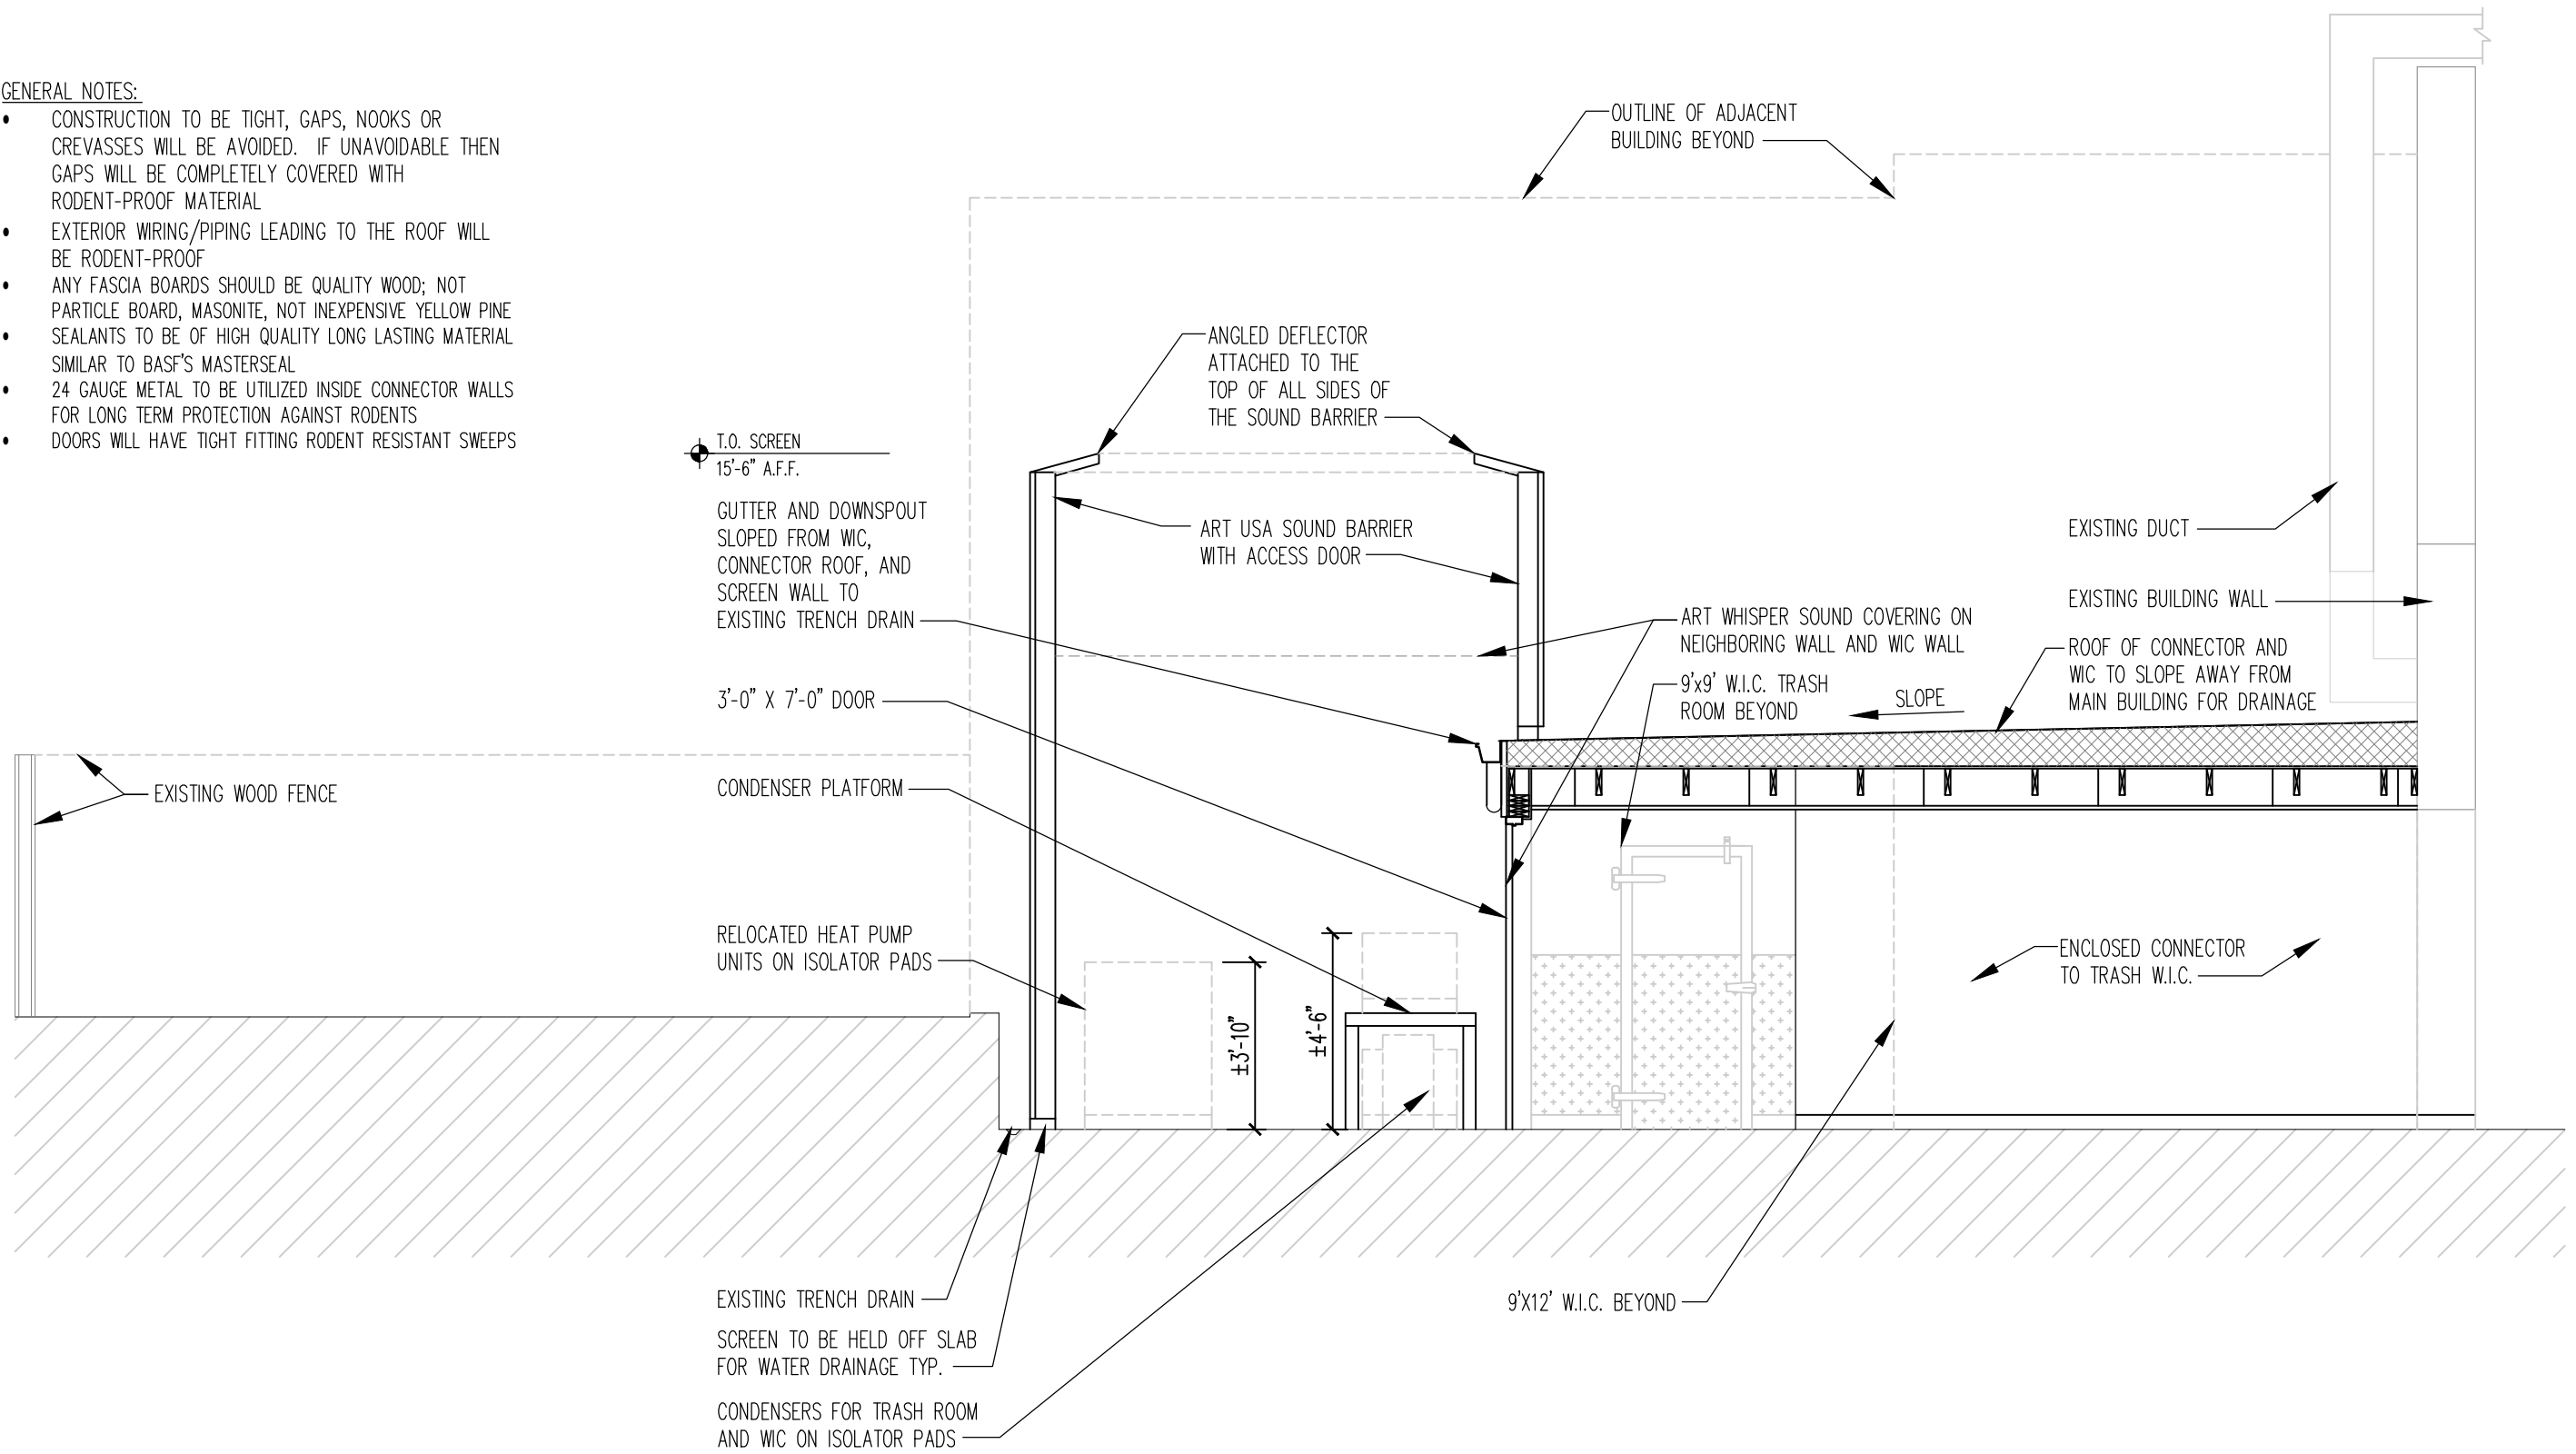 GENERAL NOTES:
• CONSTRUCTION TO BE TIGHT, GAPS, NOOKS OR
CREVASSES WILL BE AVOIDED. IF UNAVOIDABLE THEN
GAPS WILL BE COMPLETELY COVERED WITH
RODENT-PROOF MATERIAL
• EXTERIOR WIRING/PIPING LEADING TO THE ROOF WILL
BE RODENT-PROOF
• ANY FASCIA BOARDS SHOULD BE QUALITY WOOD; NOT
PARTICLE BOARD, MASONITE, NOT INEXPENSIVE YELLOW PINE
• SEALANTS TO BE OF HIGH QUALITY LONG LASTING MATERIAL
SIMILAR TO BASF'S MASTERSEAL
• 24 GAUGE METAL TO BE UTILIZED INSIDE CONNECTOR WALLS
FOR LONG TERM PROTECTION AGAINST RODENTS
• DOORS WILL HAVE TIGHT FITTING RODENT RESISTANT SWEEPS
OUTLINE OF ADJACENT
BUILDING BEYOND
ANGLED DEFLECTOR
ATTACHED TO THE
TOP OF ALL SIDES OF
THE SOUND BARRIER
T.O. SCREEN
15'-6" A.F.F.
GUTTER AND DOWNSPOUT
SLOPED FROM WIC,
CONNECTOR ROOF, AND
SCREEN WALL TO
EXISTING TRENCH DRAIN
ART USA SOUND BARRIER
WITH ACCESS DOOR
EXISTING DUCT
EXISTING BUILDING WALL
ART WHISPER SOUND COVERING ON
NEIGHBORING WALL AND WIC WALL
ROOF OF CONNECTOR AND
WIC TO SLOPE AWAY FROM
MAIN BUILDING FOR DRAINAGE
9'x9' W.I.C. TRASH
ROOM BEYOND
SLOPE
3'-0" X 7'-0" DOOR
EXISTING WOOD FENCE
CONDENSER PLATFORM
RELOCATED HEAT PUMP
UNITS ON ISOLATOR PADS
±3'-10"
±4'-6"
ENCLOSED CONNECTOR
TO TRASH W.I.C.
EXISTING TRENCH DRAIN
SCREEN TO BE HELD OFF SLAB
FOR WATER DRAINAGE TYP.
CONDENSERS FOR TRASH ROOM
AND WIC ON ISOLATOR PADS
9'X12' W.I.C. BEYOND